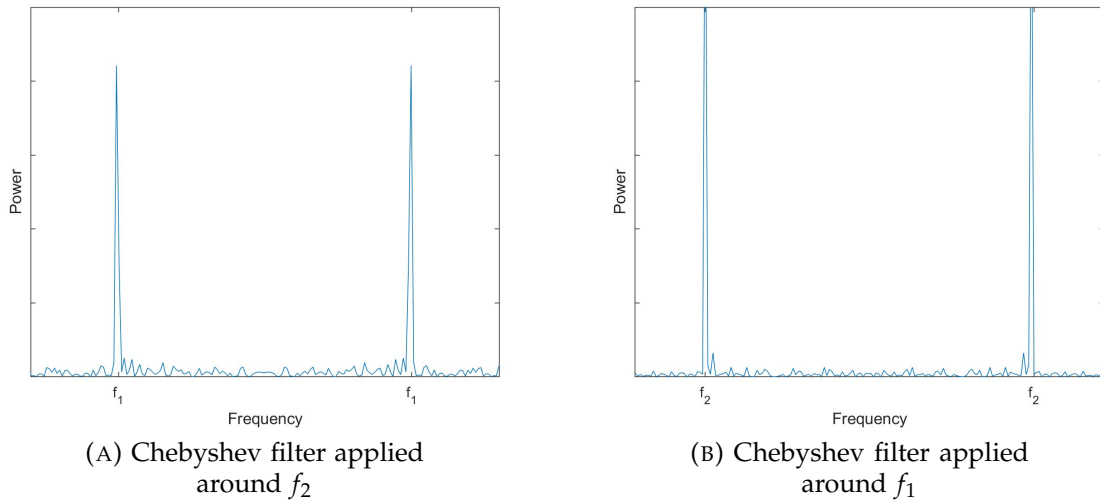 Power
f1
f1
Frequency
(A) Chebyshev filter applied
around f2
Power
f2
f2
Frequency
(B) Chebyshev filter applied
around f1